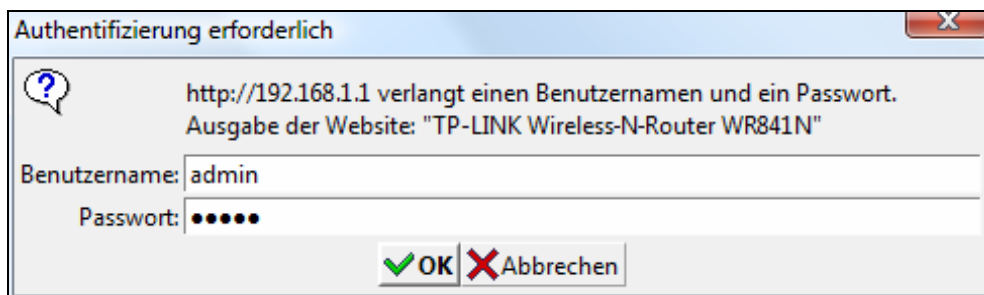 Authentifizierung erforderlich
http://192.168.1.1 verlangt einen Benutzernamen und ein Passwort.
Ausgabe der Website: "TP-LINK Wireless-N-Router WR841N"
Benutzername: admin
Passwort: •••••
OK Abbrechen